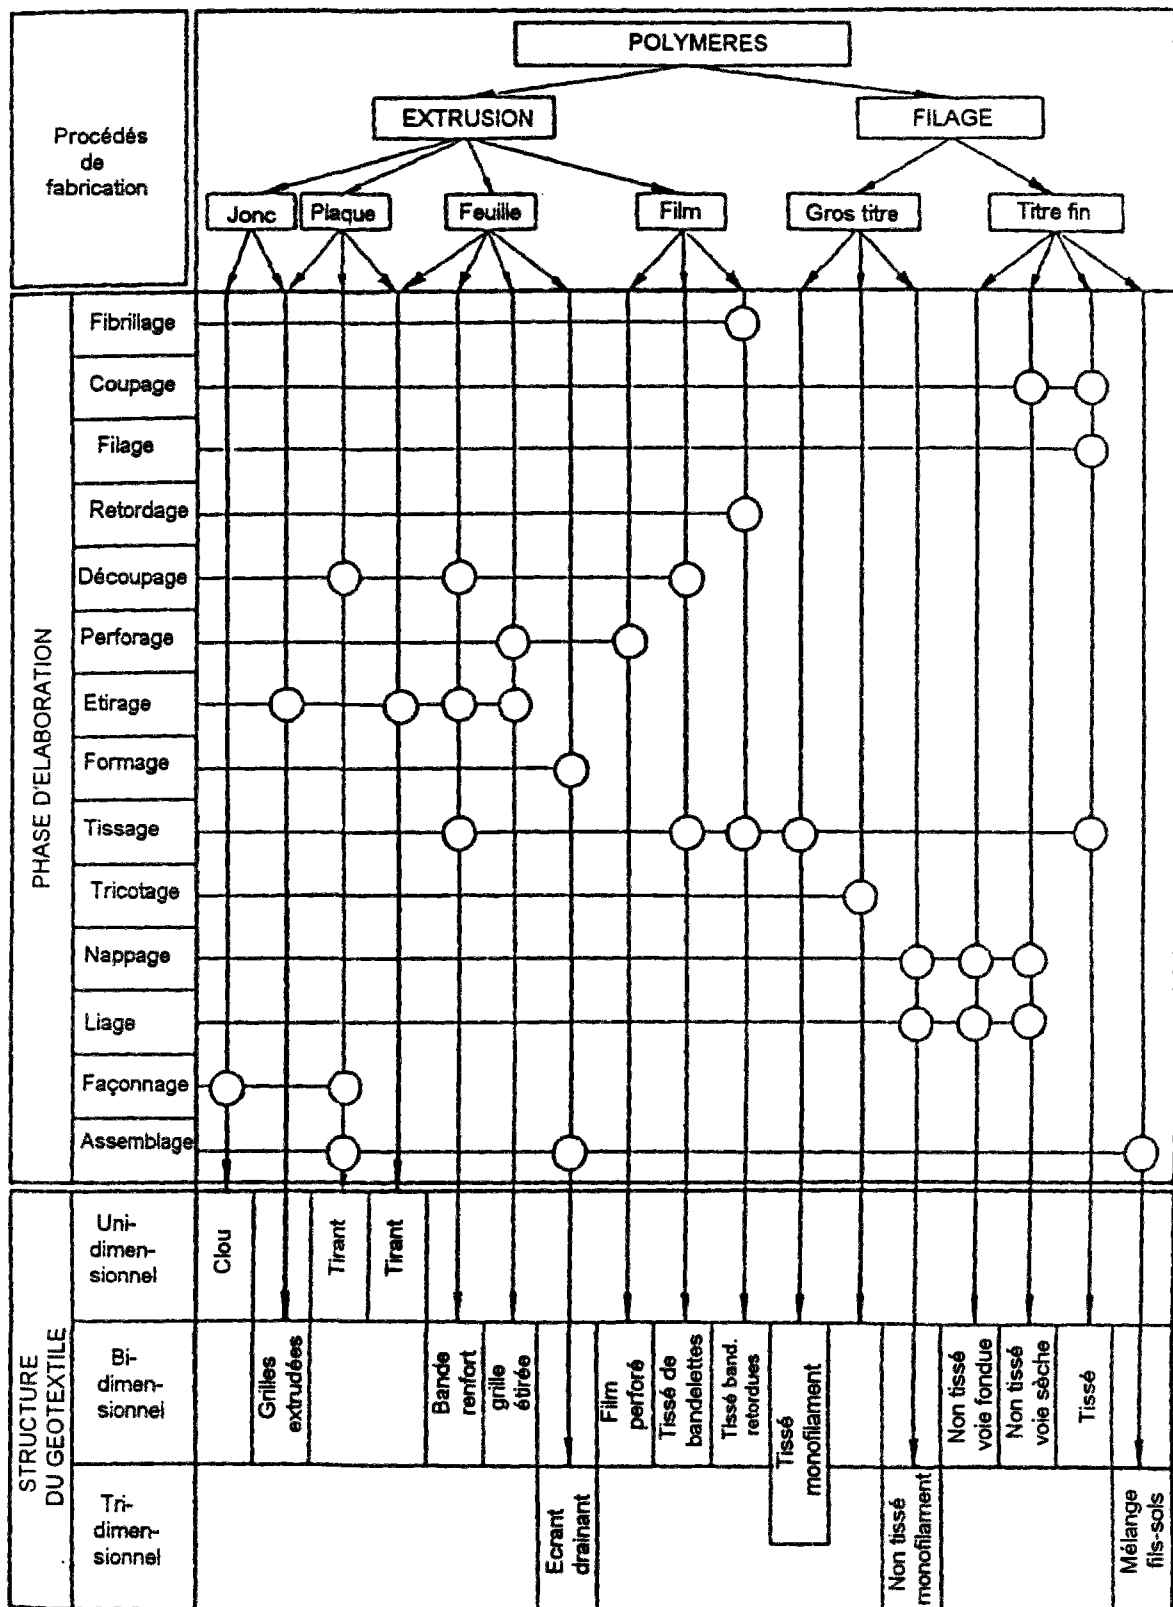 POLYMERES
EXTRUSION
FILAGE
Procédés
de
fabrication
Jonc
Plaque
Feuille
Film
Gros titre
Titre fin
PHASE D'ELABORATION
Fibrillage
Coupage
Filage
Retordage
Découpage
Perforage
Etirage
Formage
Tissage
Tricotage
Nappage
Liage
Façonnage
Assemblage
STRUCTURE
DU GEOTEXTILE
Uni-
dimen-
sionnel
Clou
Tirant
Tirant
Bi-
dimen-
sionnel
Grilles
extrudées
Bande
renfort
grille
étirée
Film
perforé
Tissé de
bandelettes
Tissé band.
retordues
Tissé
monofilament
Non tissé
voie fondue
Non tissé
voie sèche
Tissé
Tri-
dimen-
sionnel
Ecrant
drainant
Non tissé
monofilament
Mélange
fils-sols